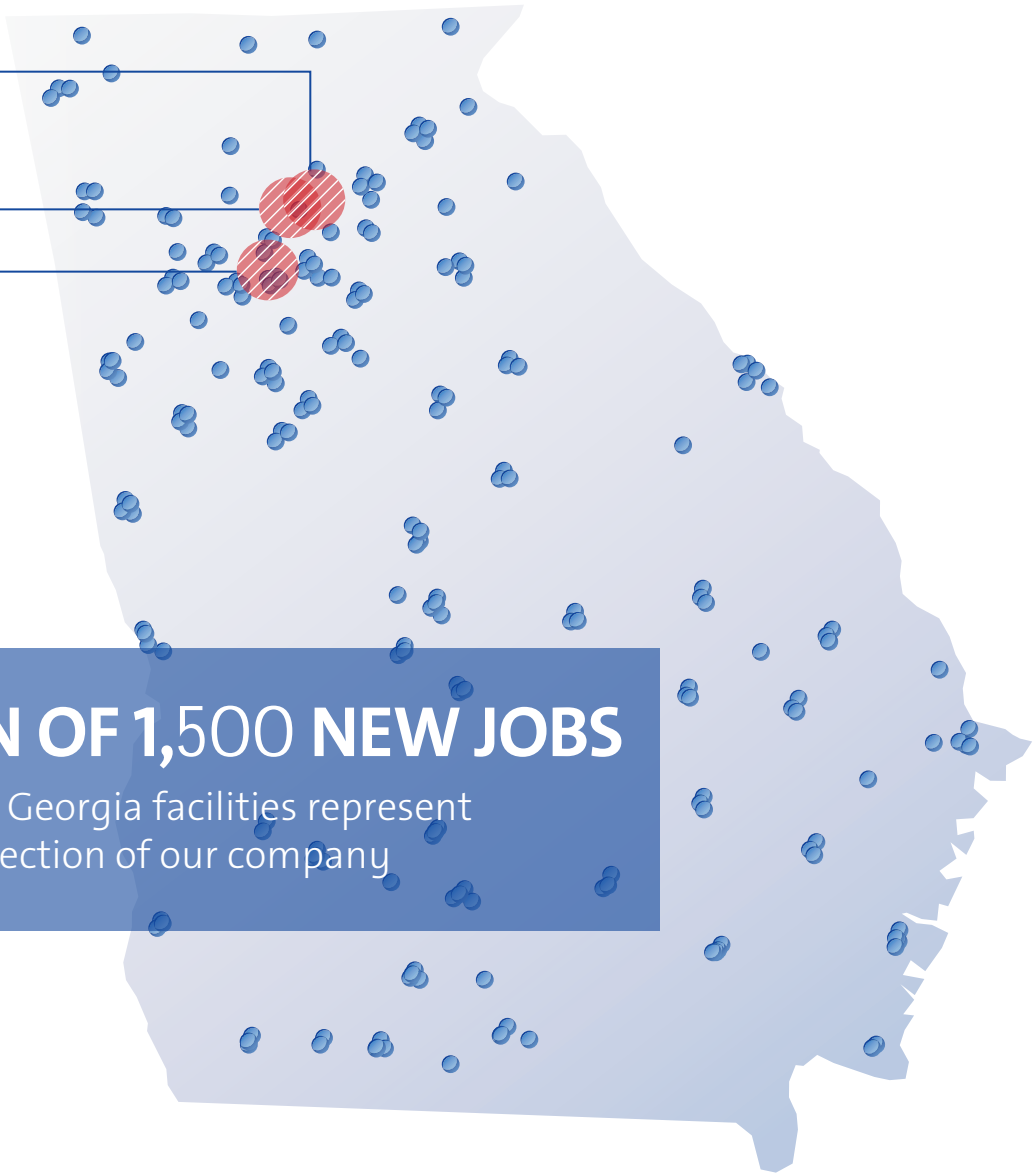 N OF 1,500 NEW JOBS
Georgia facilities represent
ection of our company